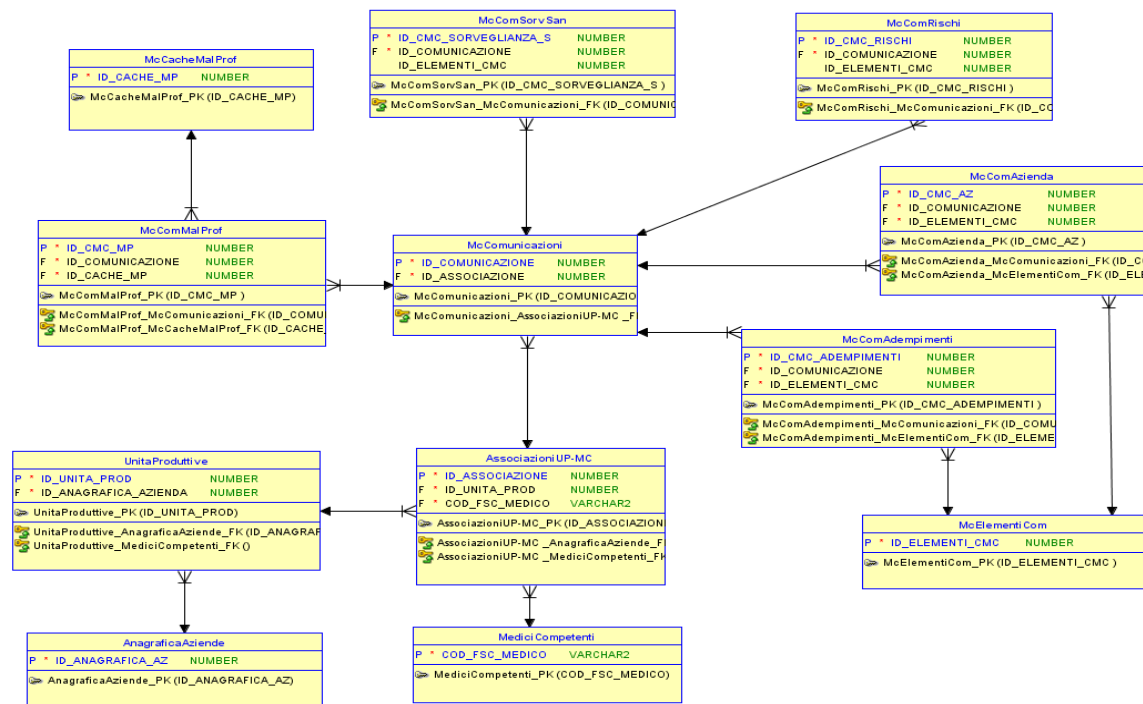 McCacheMalProf
P * ID_CACHE_MP NUMBER
McCacheMalProf_PK (ID_CACHE_MP)
McComSorvSan
P * ID_CMC_SORVEGLIANZA_S NUMBER
F * ID_COMUNICAZIONE NUMBER
ID_ELEMENTI_CMC NUMBER
McComSorvSan_PK (ID_CMC_SORVEGLIANZA_S )
McComSorvSan_McComunicazioni_FK (ID_COMUNIC
McComRischi
P * ID_CMC_RISCHI NUMBER
F * ID_COMUNICAZIONE NUMBER
ID_ELEMENTI_CMC NUMBER
McComRischi_PK (ID_CMC_RISCHI )
McComRischi_McComunicazioni_FK (ID_CO
McComAzienda
P * ID_CMC_AZ NUMBER
F * ID_COMUNICAZIONE NUMBER
F * ID_ELEMENTI_CMC NUMBER
McComAzienda_PK (ID_CMC_AZ )
McComAzienda_McComunicazioni_FK (ID_CO
McComAzienda_McElementiCom_FK (ID_ELE
McComMalProf
P * ID_CMC_MP NUMBER
F * ID_COMUNICAZIONE NUMBER
F * ID_CACHE_MP NUMBER
McComMalProf_PK (ID_CMC_MP )
McComMalProf_McComunicazioni_FK (ID_COMU
McComMalProf_McCacheMalProf_FK (ID_CACHE_
McComunicazioni
P * ID_COMUNICAZIONE NUMBER
F * ID_ASSOCIAZIONE NUMBER
McComunicazioni_PK (ID_COMUNICAZIO
McComunicazioni_AssociazioniUP-MC _F
McComAdempimenti
P * ID_CMC_ADEMPIMENTI NUMBER
F * ID_COMUNICAZIONE NUMBER
F * ID_ELEMENTI_CMC NUMBER
McComAdempimenti_PK (ID_CMC_ADEMPIMENTI )
McComAdempimenti_McComunicazioni_FK (ID_COMU
McComAdempimenti_McElementiCom_FK (ID_ELEME
UnitaProduttive
P * ID_UNITA_PROD NUMBER
F * ID_ANAGRAFICA_AZIENDA NUMBER
UnitaProduttive_PK (ID_UNITA_PROD)
UnitaProduttive_AnagraficaAziende_FK (ID_ANAGRAF
UnitaProduttive_MediciCompetenti_FK ()
AssociazioniUP-MC
P * ID_ASSOCIAZIONE NUMBER
F * ID_UNITA_PROD NUMBER
F * COD_FSC_MEDICO VARCHAR2
AssociazioniUP-MC_PK (ID_ASSOCIAZION
AssociazioniUP-MC _AnagraficaAziende_F
AssociazioniUP-MC _MediciCompetenti_FK
McElementiCom
P * ID_ELEMENTI_CMC NUMBER
McElementiCom_PK (ID_ELEMENTI_CMC )
AnagraficaAziende
P * ID_ANAGRAFICA_AZ NUMBER
AnagraficaAziende_PK (ID_ANAGRAFICA_AZ)
MediciCompetenti
P * COD_FSC_MEDICO VARCHAR2
MediciCompetenti_PK (COD_FSC_MEDICO)